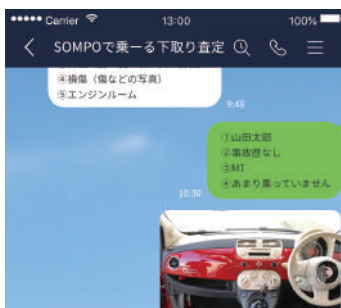 Carrier 13:00 100%
SOMPOで乗ーる下取り査定
④損傷（傷などの写真）
⑤エンジンルーム
9:48
①山田太郎
②事故歴なし
③MT
④あまり乗っていません
10:30